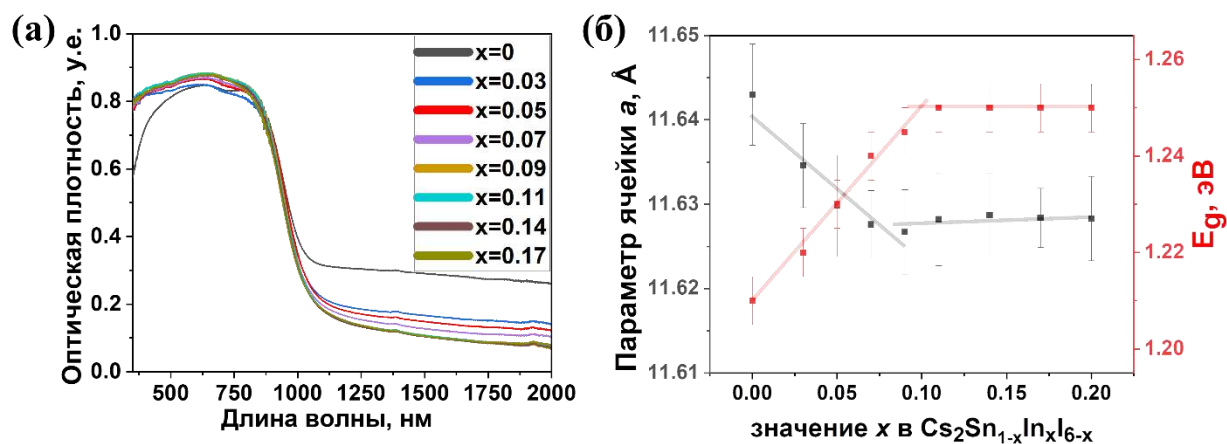 (а)
Оптическая плотность, у.е.
1.0
0.8
0.6
0.4
0.2
0.0
500
750
1000
1250
1500
1750
2000
Длина волны, нм
x=0
x=0.03
x=0.05
x=0.07
x=0.09
x=0.11
x=0.14
x=0.17
(б)
Параметр ячейки a, Å
11.65
11.64
11.63
11.62
11.61
0.00
0.05
0.10
0.15
0.20
значение x в Cs2Sn1-xInxI6-x
1.26
1.24
1.22
1.20
Eg, эВ